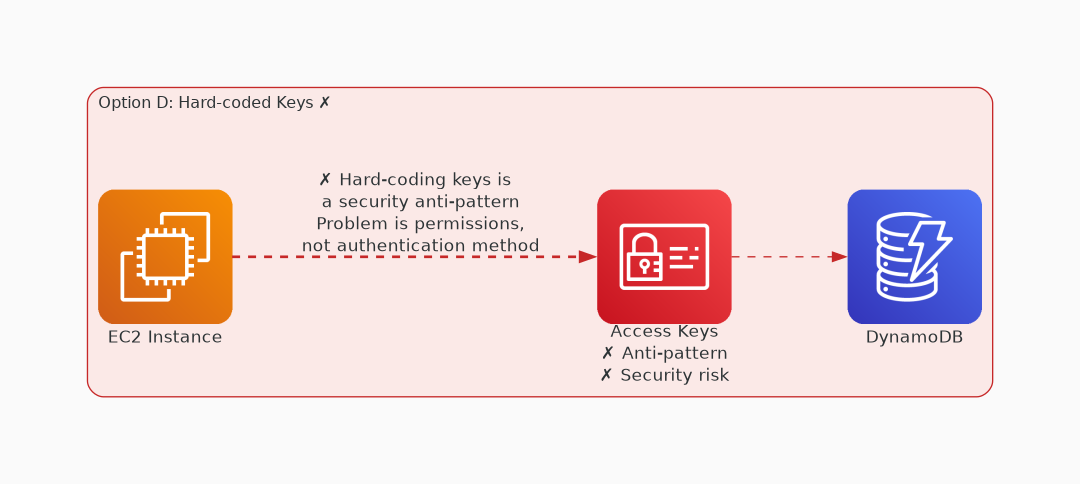 Option D: Hard-coded Keys ✗
✗ Hard-coding keys is
a security anti-pattern
Problem is permissions,
not authentication method
EC2 Instance
Access Keys
✗ Anti-pattern
✗ Security risk
DynamoDB